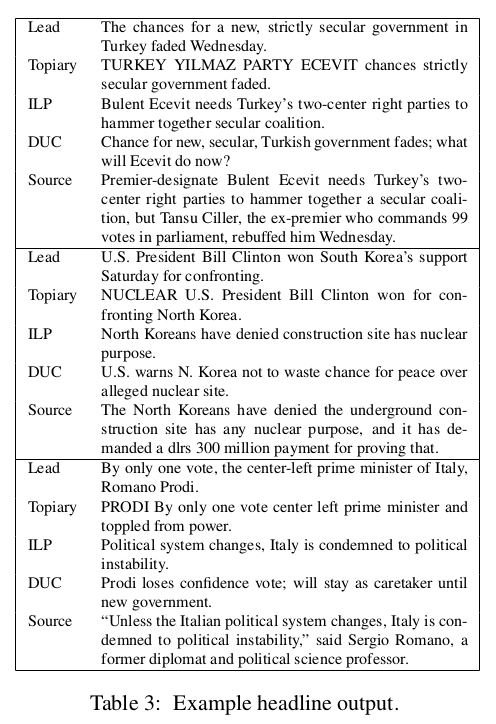 Lead The chances for a new, strictly secular government in
Turkey faded Wednesday.
Topiary TURKEY YILMAZ PARTY ECEVIT chances strictly
secular government faded.
ILP Bulent Ecevit needs Turkey's two-center right parties to
hammer together secular coalition.
DUC Chance for new, secular, Turkish government fades; what
will Ecevit do now?
Source Premier-designate Bulent Ecevit needs Turkey's two-
center right parties to hammer together a secular coali-
tion, but Tansu Ciller, the ex-premier who commands 99
votes in parliament, rebuffed him Wednesday.
Lead U.S. President Bill Clinton won South Korea's support
Saturday for confronting.
Topiary NUCLEAR U.S. President Bill Clinton won for con-
fronting North Korea.
ILP North Koreans have denied construction site has nuclear
purpose.
DUC U.S. warns N. Korea not to waste chance for peace over
alleged nuclear site.
Source The North Koreans have denied the underground con-
struction site has any nuclear purpose, and it has de-
manded a dlrs 300 million payment for proving that.
Lead By only one vote, the center-left prime minister of Italy,
Romano Prodi.
Topiary PRODI By only one vote center left prime minister and
toppled from power.
ILP Political system changes, Italy is condemned to political
instability.
DUC Prodi loses confidence vote; will stay as caretaker until
new government.
Source “Unless the Italian political system changes, Italy is con-
demned to political instability,” said Sergio Romano, a
former diplomat and political science professor.
Table 3: Example headline output.